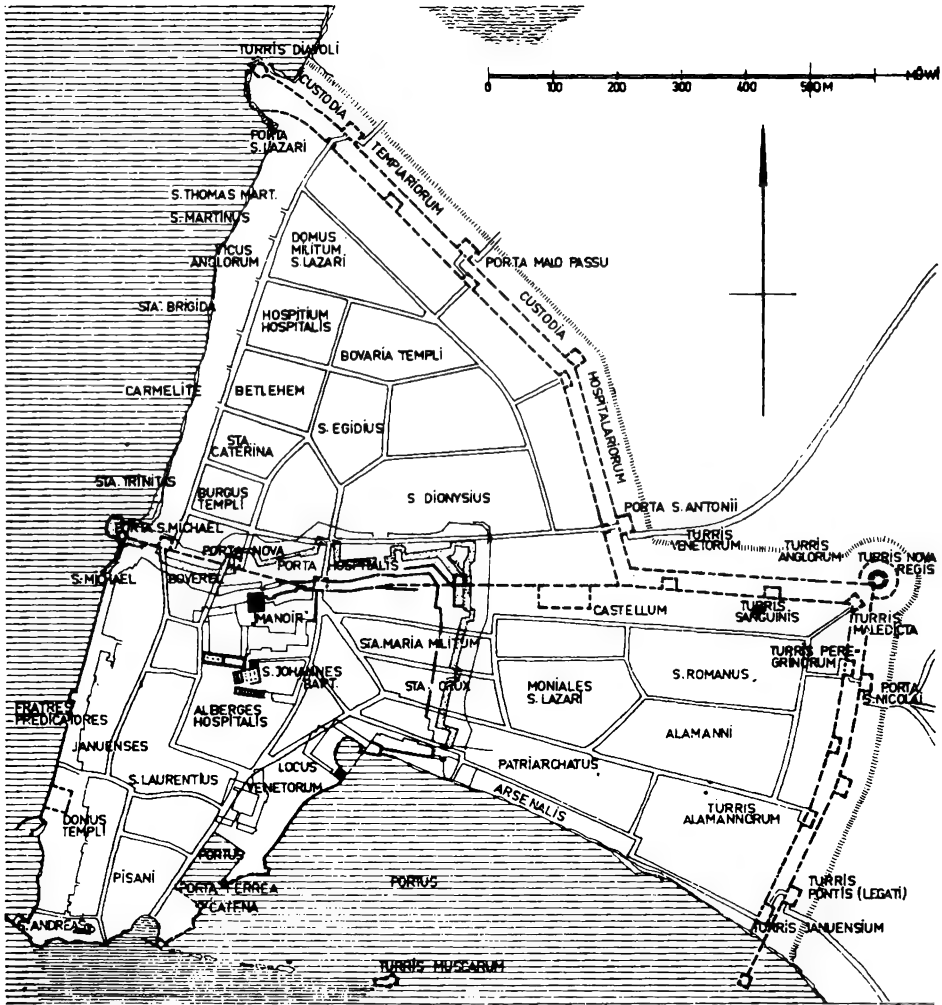 TURRIS DIAVOLI
0 100 200 300 400 500 M
CUSTODIA
TEMPLARIORUM
PORTA
S. LAZARI
S. THOMAS MART.
S. MARTINUS
VICUS
ANGLORUM
DOMUS
MILITUM
S. LAZARI
PORTA MALO PASSU
STA. BRIGIDA
HOSPITIUM
HOSPITALIS
CUSTODIA
HOSPITALARIORUM
BOVARIA TEMPLI
CARMELITE
BETLEHEM
S. EGIDIUS
STA.
CATERINA
STA. TRINITAS
BURGUS
TEMPLI
S DIONYSIUS
PORTA S. ANTONII
PORTA S. MICHAEL
PORTA NOVA
PORTA HOSPITALIS
TURRIS
VENETORUM
TURRIS
ANGLORUM
TURRIS NOVA
REGIS
S. MICHAEL
BOVEREL
MANOIR
CASTELLUM
TURRIS
SANGUINIS
TURRIS
MALEDICTA
STA. MARIA MILITUM
TURRIS PERE-
GRINORUM
S. JOHANNES
BAPT.
STA. CRUX
MONIALES
S. LAZARI
S. ROMANUS
PORTA
S. NICOLAI
FRATRES
PREDICATORES
ALBERGES
HOSPITALIS
JANUENSES
ALAMANNI
LOCUS
VENETORUM
PATRIARCHATUS
S. LAURENTIUS
ARSENALIS
DOMUS
TEMPLI
TURRIS
ALAMANNORUM
PORTUS
PISANI
PORTUS
PORTA FERREA
CATENA
TURRIS
PONTIS (LEGATI)
S. ANDREAS
TURRIS JANUENSIUM
TURRIS MUSCARUM